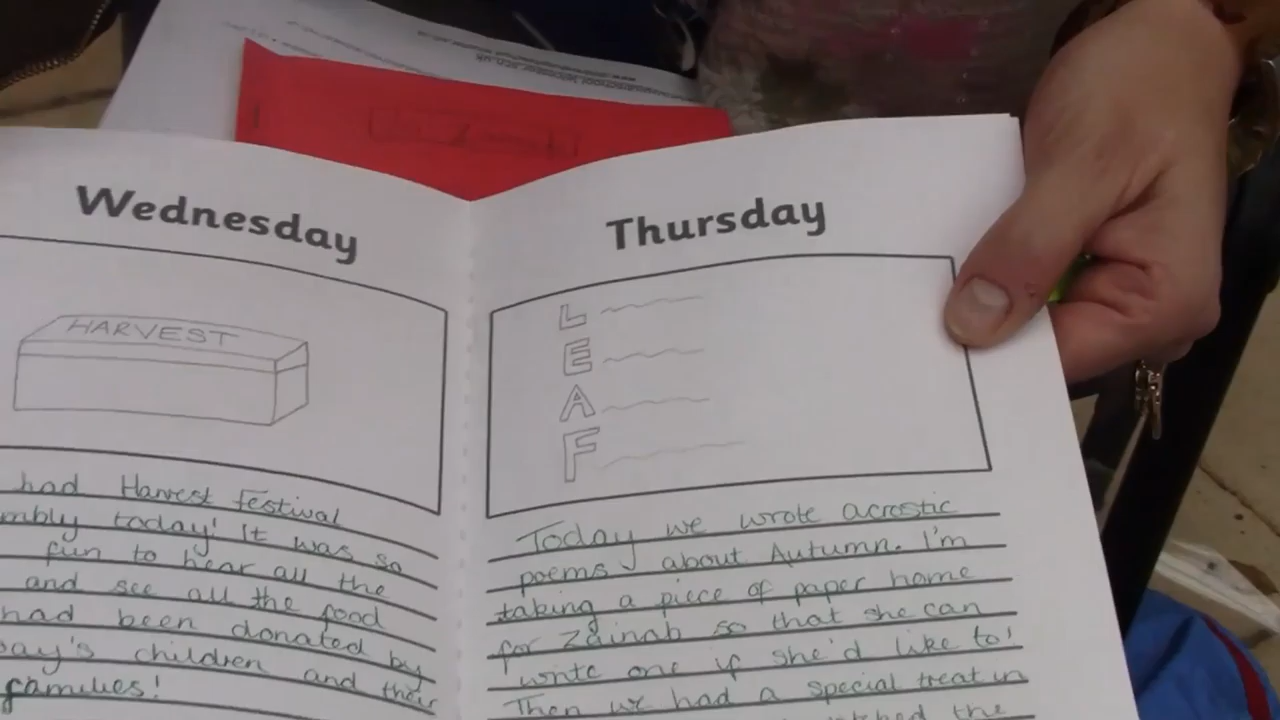 Wednesday
HARVEST
had Harvest Festival
mbly today! It was so
fun to hear all the
and see all the food
had been donated by
ay's children and their
families!
Thursday
L
E
A
F
Today we wrote acrostic
poems about Autumn. I'm
taking a piece of paper home
for Zainab so that she can
write one if she'd like to!
Then we had a special treat in
the